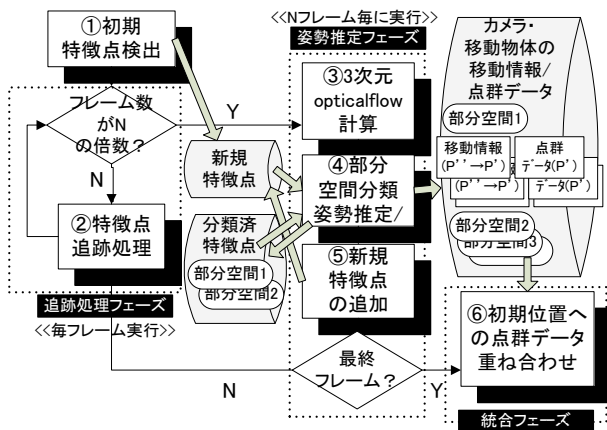 ①初期
特徴点検出
<<Nフレーム毎に実行>>
姿勢推定フェーズ
カメラ・
移動物体の
移動情報/
点群データ
フレーム数
がN
の倍数?
Y
N
③3次元
opticalflow
計算
新規
特徴点
④部分
空間分類
姿勢推定/
部分空間1
移動情報
(P''→P')
点群
データ(P')
(P''→P')
データ(P')
②特徴点
追跡処理
分類済
特徴点
部分空間1
部分空間2
⑤新規
特徴点
の追加
部分空間2
部分空間3
追跡処理フェーズ
<<毎フレーム実行>>
⑥初期位置へ
の点群データ
重ね合わせ
最終
フレーム?
N
Y
統合フェーズ